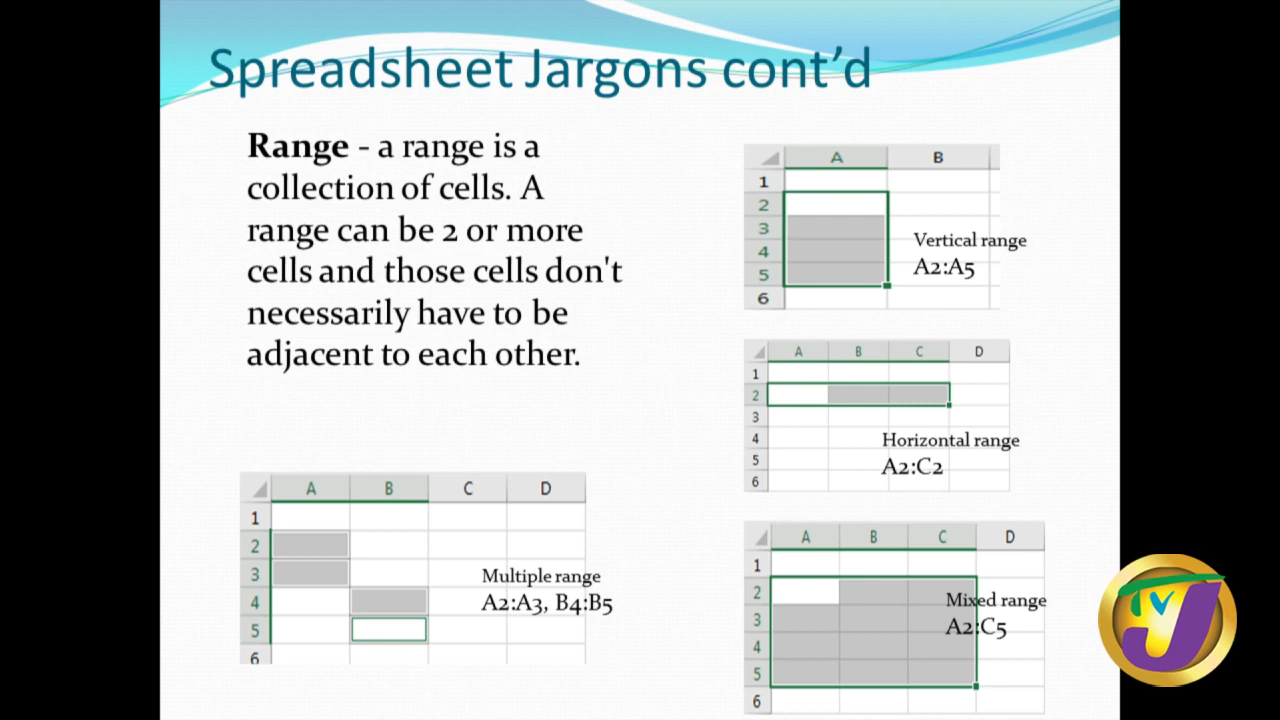 Spreadsheet Jargons cont’d
Range - a range is a
collection of cells. A
range can be 2 or more
cells and those cells don't
necessarily have to be
adjacent to each other.
A B
1
2
3
4
5
6
Vertical range
A2:A5
A B C D
1
2
3
4
5
6
Horizontal range
A2:C2
A B C D
1
2
3
4
5
6
Multiple range
A2:A3, B4:B5
A B C D
1
2
3
4
5
6
Mixed range
A2:C5
TVJ